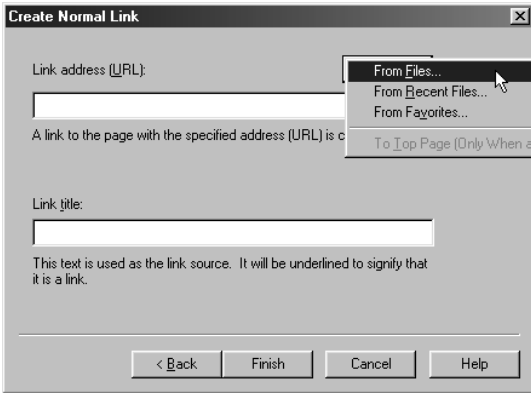 Create Normal Link
Link address (URL):
From Files...
From Recent Files...
From Favorites...
To Top Page (Only When a
A link to the page with the specified address (URL) is c
Link title:
This text is used as the link source. It will be underlined to signify that
it is a link.
< Back Finish Cancel Help